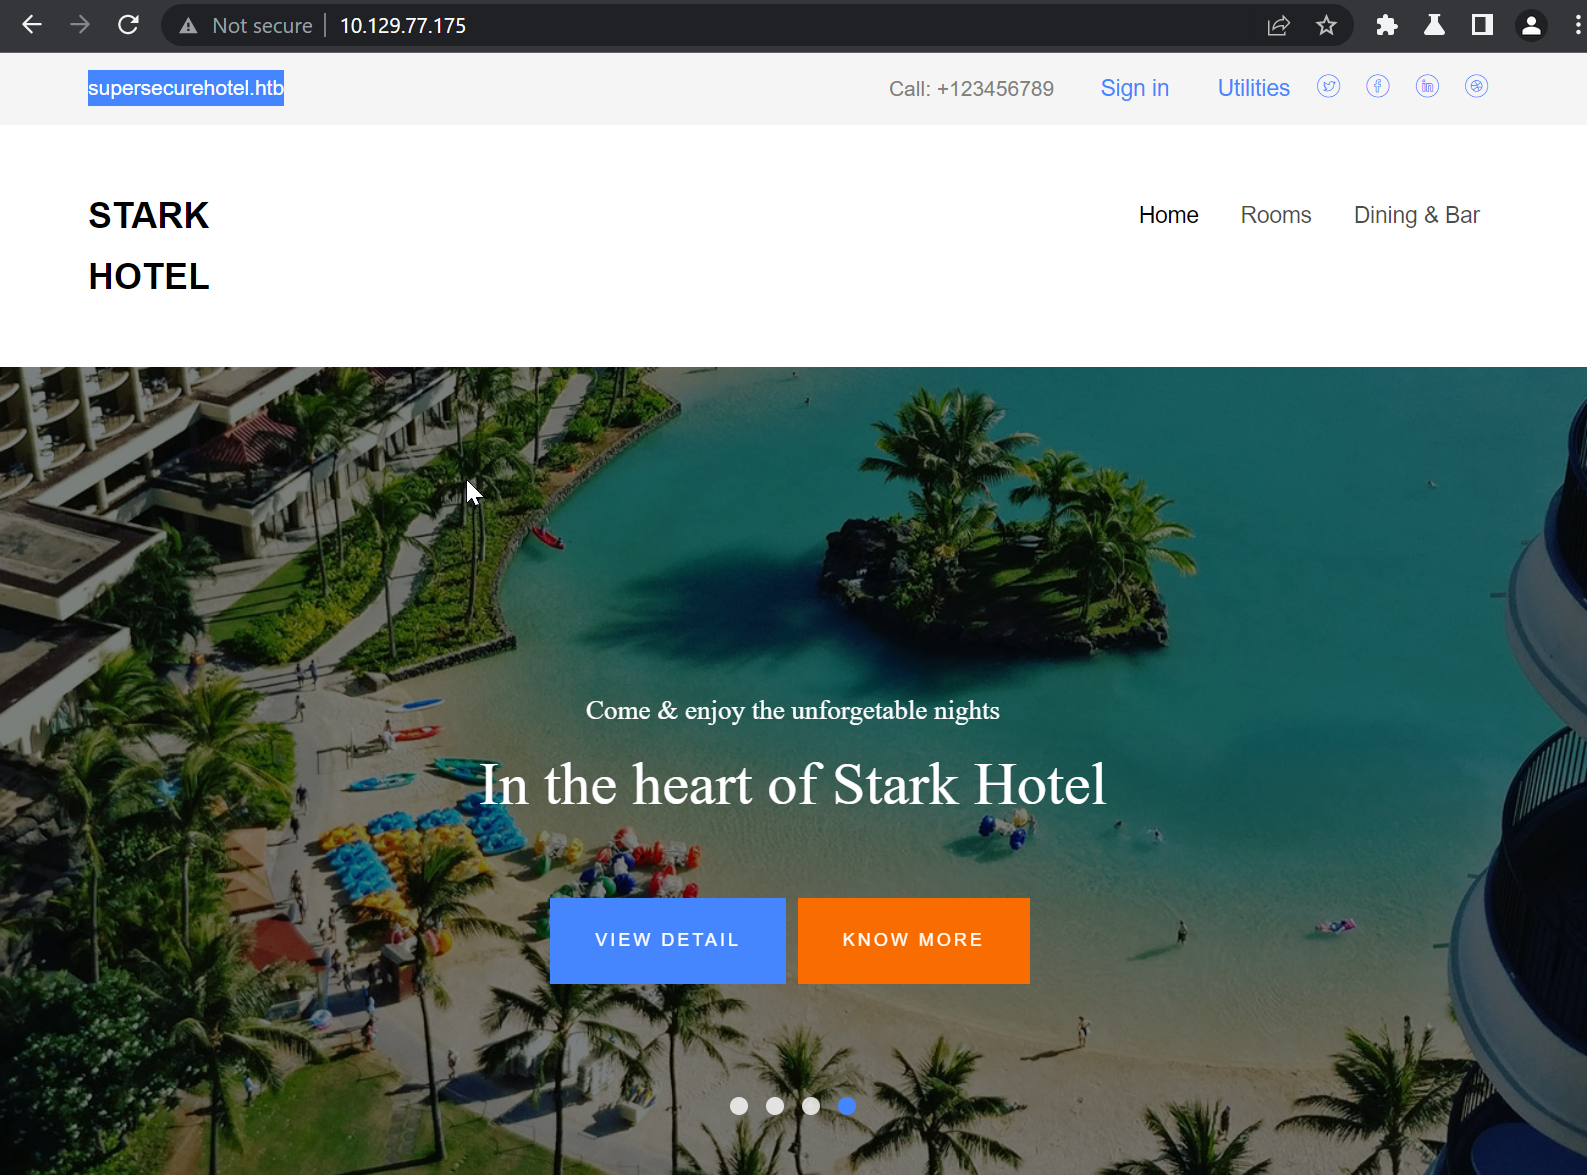 Not secure 10.129.77.175
supersecurehotel.htb Call: +123456789 Sign in Utilities
STARK
HOTEL
Home Rooms Dining & Bar
Come & enjoy the unforgetable nights
In the heart of Stark Hotel
VIEW DETAIL KNOW MORE